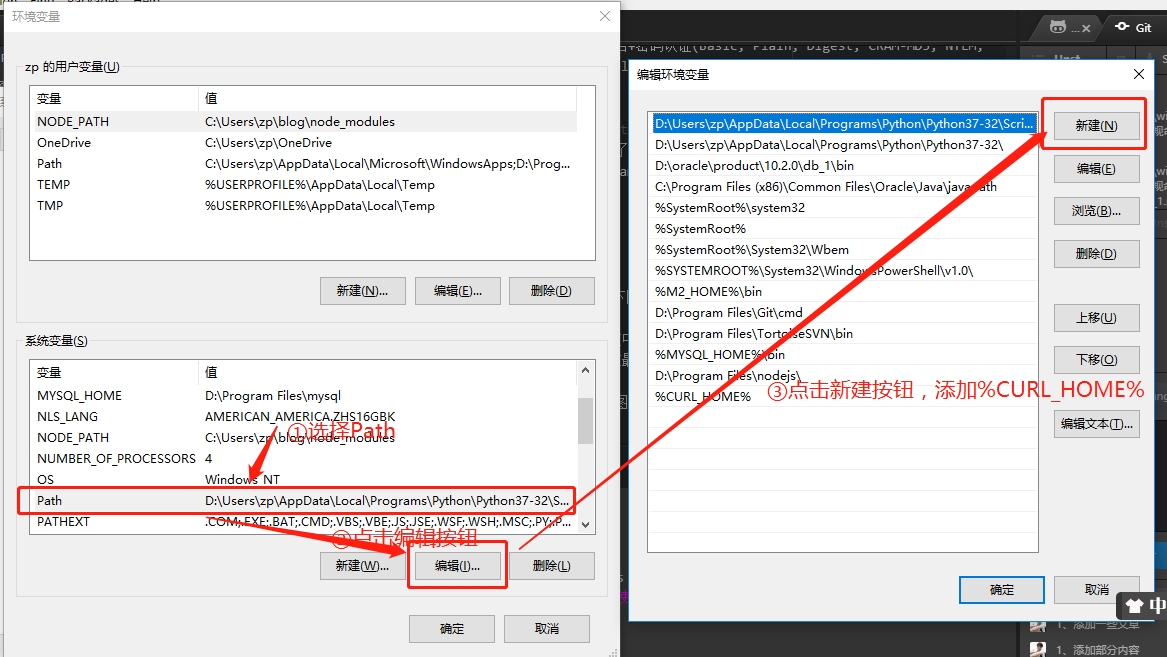 环境变量
zp 的用户变量(U)
变量 值
NODE_PATH C:\Users\zp\blog\node_modules
OneDrive C:\Users\zp\OneDrive
Path C:\Users\zp\AppData\Local\Microsoft\WindowsApps;D:\Prog...
TEMP %USERPROFILE%\AppData\Local\Temp
TMP %USERPROFILE%\AppData\Local\Temp
新建(N)... 编辑(E)... 删除(D)
系统变量(S)
变量 值
MYSQL_HOME D:\Program Files\mysql
NLS_LANG AMERICAN_AMERICA.ZHS16GBK
NODE_PATH C:\Users\zp\blog\node_modules
①选择Path
NUMBER_OF_PROCESSORS 4
OS Windows_NT
Path D:\Users\zp\AppData\Local\Programs\Python\Python37-32\S...
PATHEXT .COM;.EXE;.BAT;.CMD;.VBS;.VBE;.JS;.JSE;.WSF;.WSH;.MSC;.PY;.P...
②点击编辑按钮
新建(W)... 编辑(I)... 删除(L)
确定 取消
Git
编辑环境变量
D:\Users\zp\AppData\Local\Programs\Python\Python37-32\Scri...
D:\Users\zp\AppData\Local\Programs\Python\Python37-32\
D:\oracle\product\10.2.0\db_1\bin
C:\Program Files (x86)\Common Files\Oracle\Java\javapath
%SystemRoot%\system32
%SystemRoot%
%SystemRoot%\System32\Wbem
%SYSTEMROOT%\System32\WindowsPowerShell\v1.0\
%M2_HOME%\bin
D:\Program Files\Git\cmd
D:\Program Files\TortoiseSVN\bin
%MYSQL_HOME%\bin
D:\Program Files\nodejs\
%CURL_HOME%
③点击新建按钮，添加%CURL_HOME%
新建(N)
编辑(E)
浏览(B)...
删除(D)
上移(U)
下移(O)
编辑文本(T)...
确定 取消
中
1、添加一些文章
1、添加部分内容